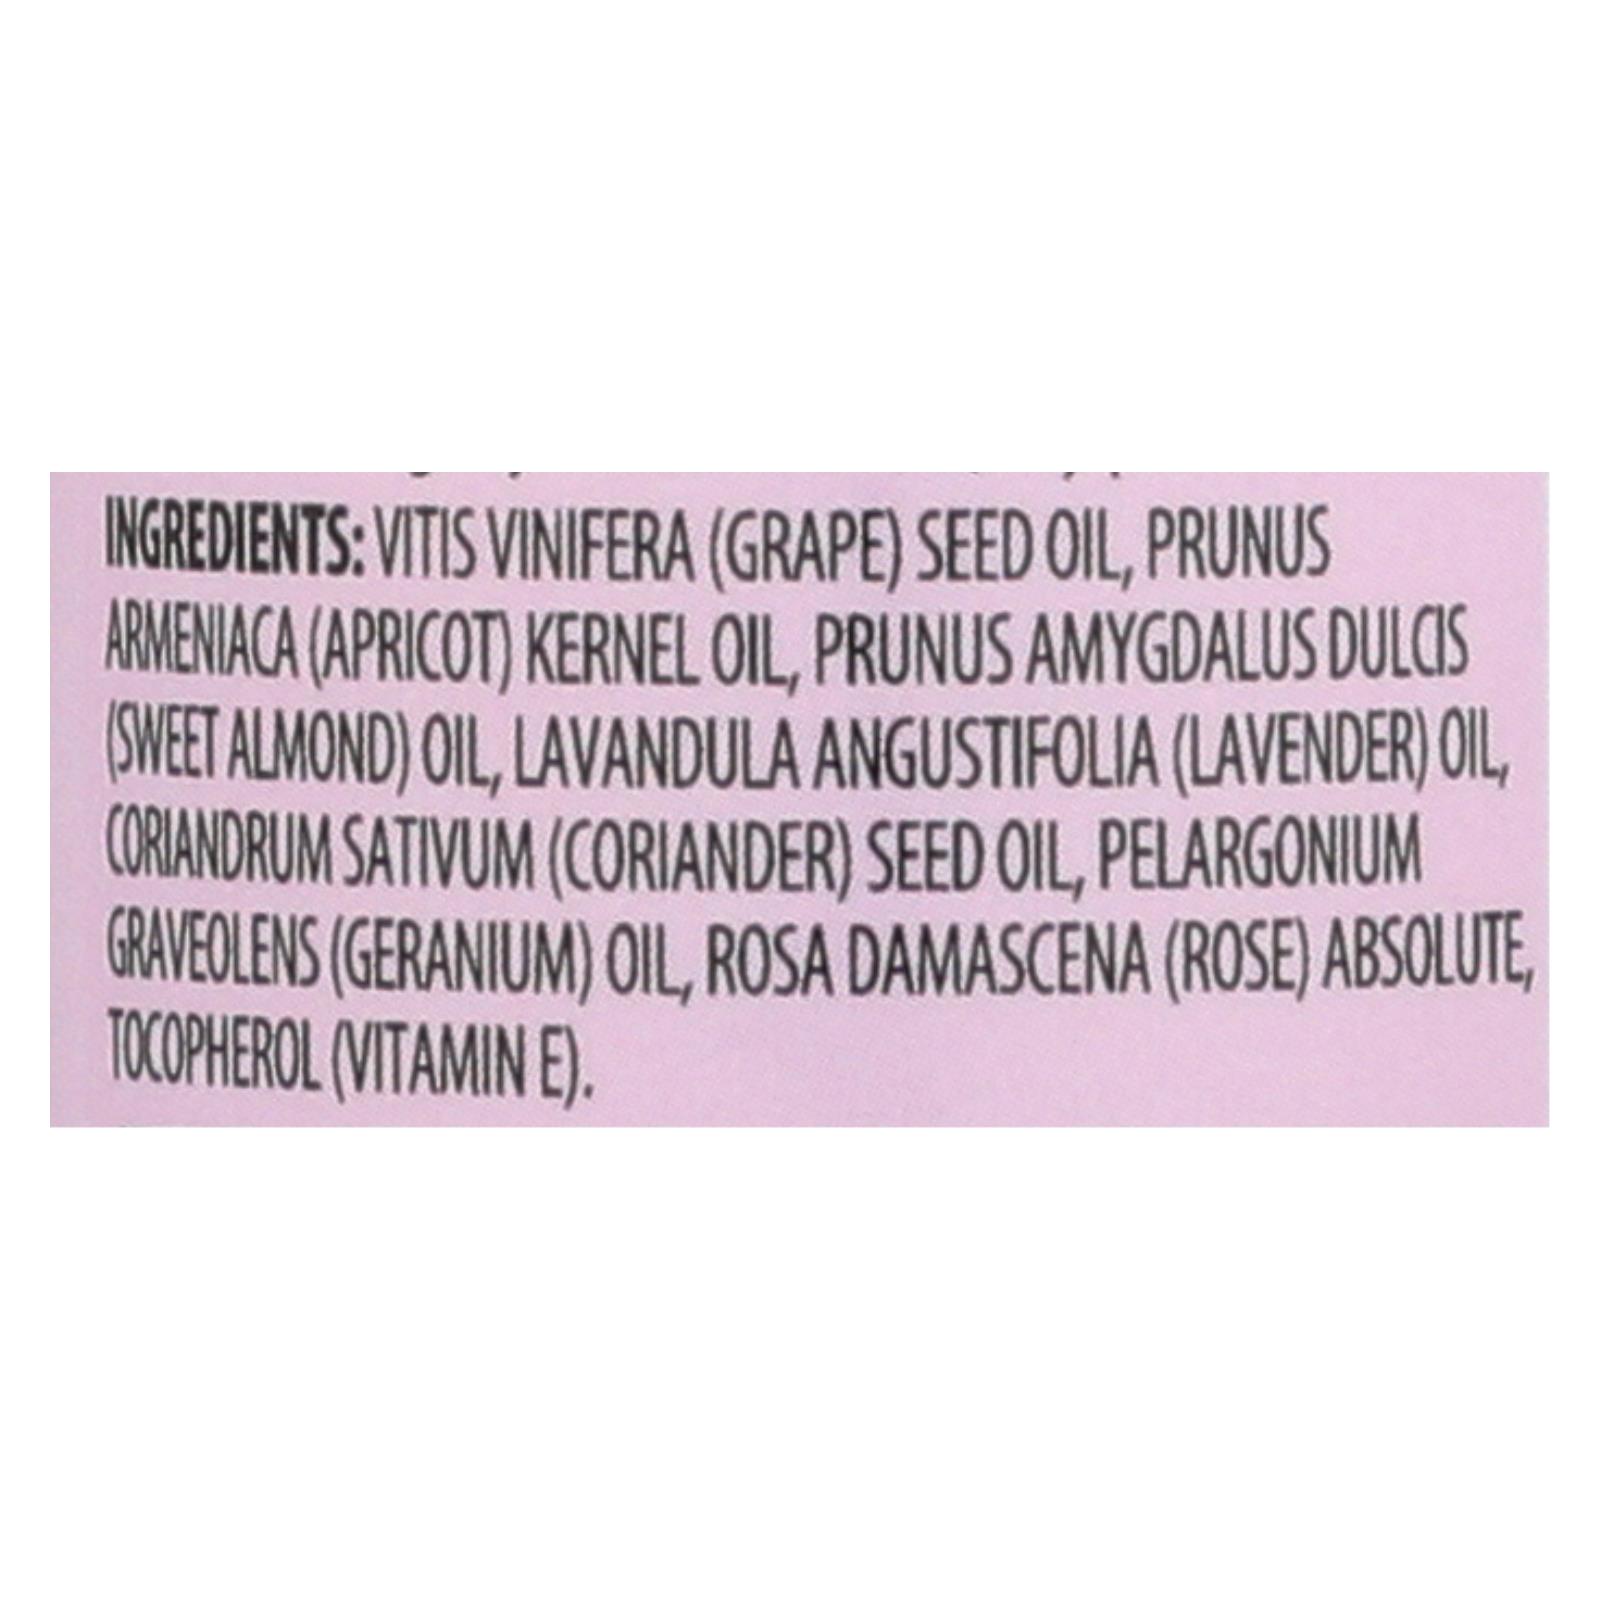 INGREDIENTS: VITIS VINIFERA (GRAPE) SEED OIL, PRUNUS
ARMENIACA (APRICOT) KERNEL OIL, PRUNUS AMYGDALUS DULCIS
(SWEET ALMOND) OIL, LAVANDULA ANGUSTIFOLIA (LAVENDER) OIL,
CORIANDRUM SATIVUM (CORIANDER) SEED OIL, PELARGONIUM
GRAVEOLENS (GERANIUM) OIL, ROSA DAMASCENA (ROSE) ABSOLUTE,
TOCOPHEROL (VITAMIN E).